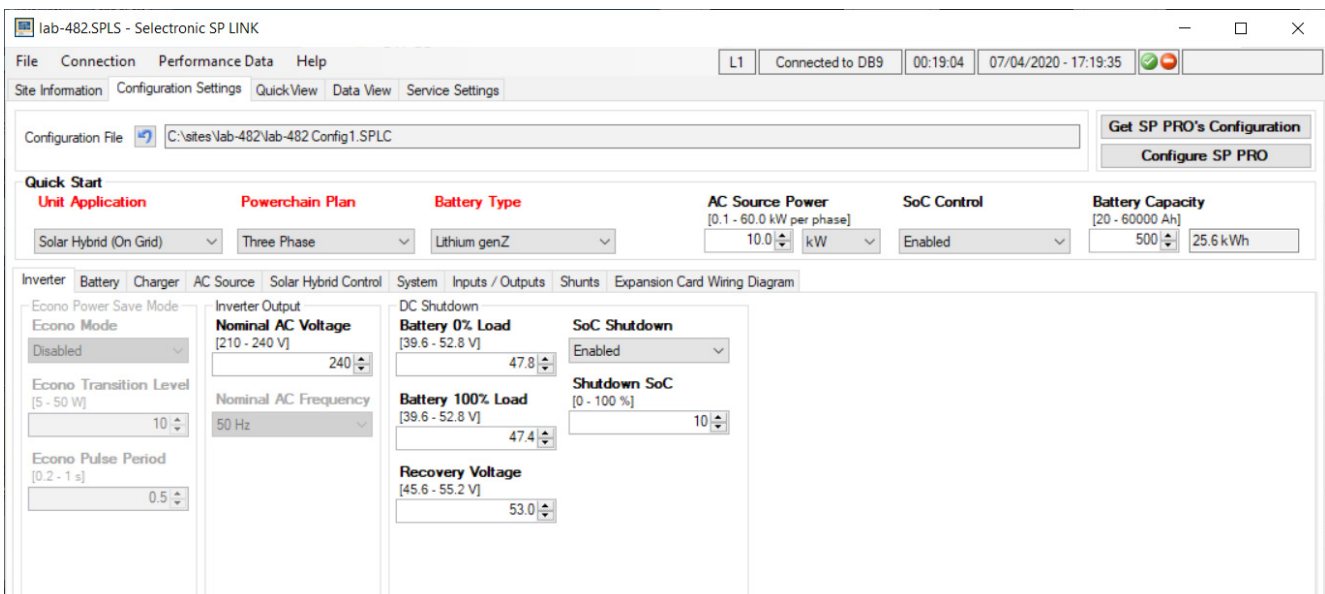 lab-482.SPLS - Selectronic SP LINK
File Connection Performance Data Help L1 Connected to DB9 00:19:04 07/04/2020 - 17:19:35
Site Information Configuration Settings QuickView Data View Service Settings
Configuration File C:\sites\lab-482\lab-482 Config1.SPLC
Get SP PRO's Configuration
Configure SP PRO
Quick Start
Unit Application Powerchain Plan Battery Type AC Source Power SoC Control Battery Capacity
[0.1 - 60.0 kW per phase] [20 - 60000 Ah]
Solar Hybrid (On Grid) Three Phase Lithium genZ 10.0 kW Enabled 500 25.6 kWh
Inverter Battery Charger AC Source Solar Hybrid Control System Inputs / Outputs Shunts Expansion Card Wiring Diagram
Econo Power Save Mode
Econo Mode
Disabled
Econo Transition Level
[5 - 50 W]
10
Econo Pulse Period
[0.2 - 1 s]
0.5
Inverter Output
Nominal AC Voltage
[210 - 240 V]
240
Nominal AC Frequency
50 Hz
DC Shutdown
Battery 0% Load
[39.6 - 52.8 V]
47.8
Battery 100% Load
[39.6 - 52.8 V]
47.4
Recovery Voltage
[45.6 - 55.2 V]
53.0
SoC Shutdown
Enabled
Shutdown SoC
[0 - 100 %]
10